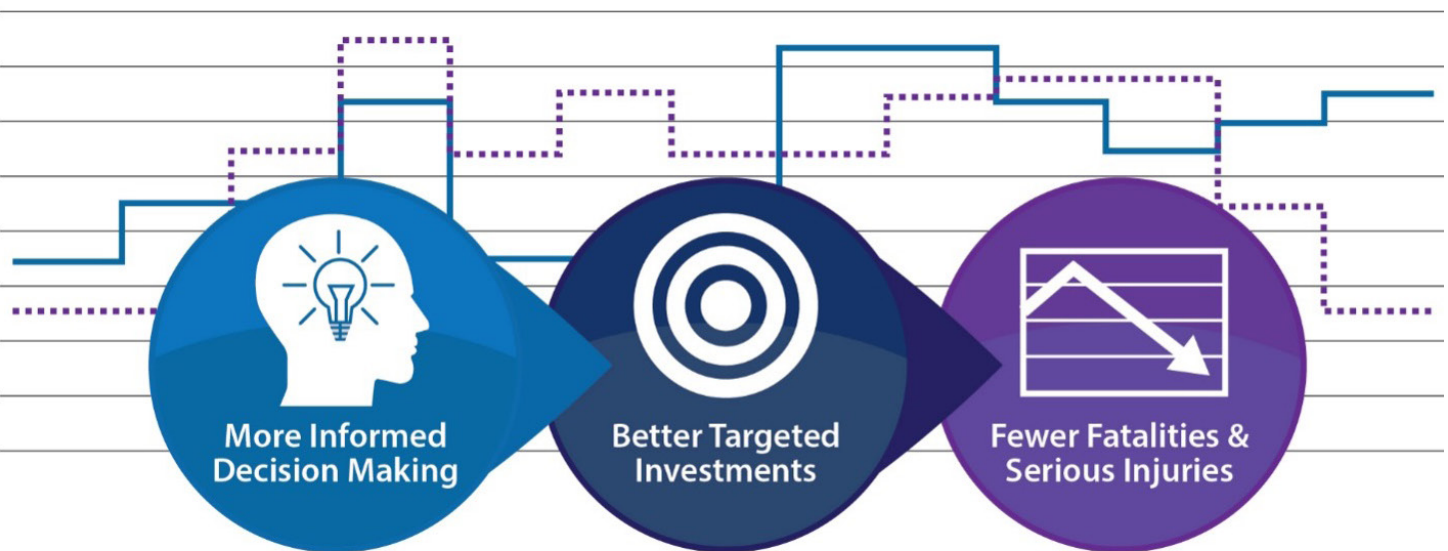 More Informed
Decision Making
Better Targeted
Investments
Fewer Fatalities &
Serious Injuries